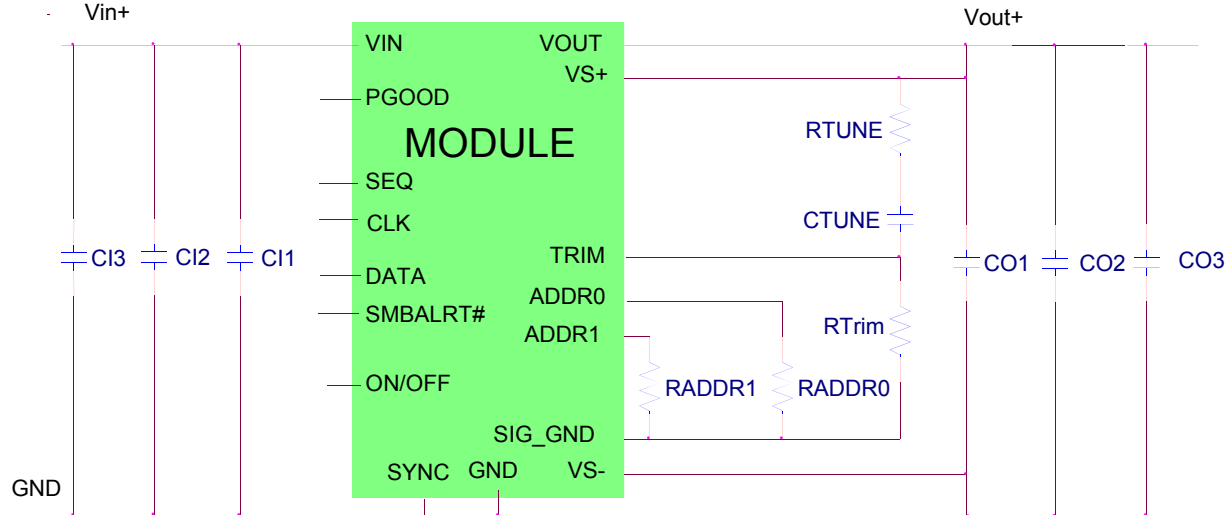 Vin+
Vout+
VIN
VOUT
VS+
PGOOD
RTUNE
MODULE
SEQ
CLK
CTUNE
TRIM
CI3
CI2
CI1
CO1
CO2
CO3
DATA
ADDR0
SMBALRT#
ADDR1
RTrim
ON/OFF
RADDR1
RADDR0
SIG_GND
SYNC
GND
VS-
GND